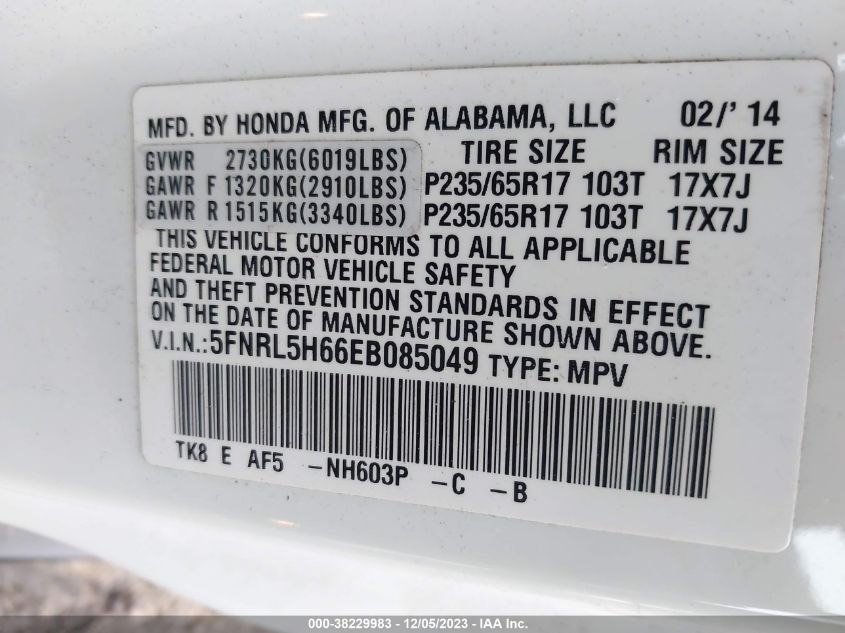 MFD. BY HONDA MFG. OF ALABAMA, LLC 02/' 14
GVWR 2730KG(6019LBS) TIRE SIZE RIM SIZE
GAWR F 1320KG(2910LBS) P235/65R17 103T 17X7J
GAWR R 1515KG(3340LBS) P235/65R17 103T 17X7J
THIS VEHICLE CONFORMS TO ALL APPLICABLE
FEDERAL MOTOR VEHICLE SAFETY
AND THEFT PREVENTION STANDARDS IN EFFECT
ON THE DATE OF MANUFACTURE SHOWN ABOVE.
V.I.N.:5FNRL5H66EB085049 TYPE: MPV
TK8 E AF5 -NH603P -C -B
000-38229983 - 12/05/2023 - IAA Inc.